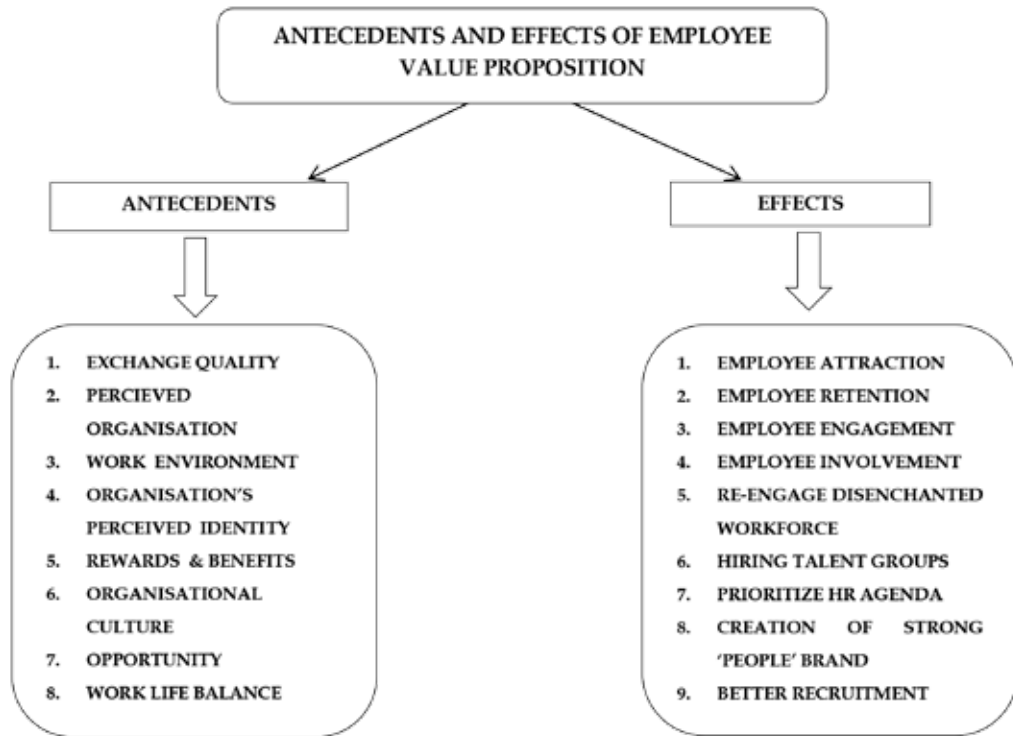 ANTECEDENTS AND EFFECTS OF EMPLOYEE
VALUE PROPOSITION
ANTECEDENTS
1. EXCHANGE QUALITY
2. PERCIEVED
ORGANISATION
3. WORK ENVIRONMENT
4. ORGANISATION'S
PERCEIVED IDENTITY
5. REWARDS & BENEFITS
6. ORGANISATIONAL
CULTURE
7. OPPORTUNITY
8. WORK LIFE BALANCE
EFFECTS
1. EMPLOYEE ATTRACTION
2. EMPLOYEE RETENTION
3. EMPLOYEE ENGAGEMENT
4. EMPLOYEE INVOLVEMENT
5. RE-ENGAGE DISENCHANTED
WORKFORCE
6. HIRING TALENT GROUPS
7. PRIORITIZE HR AGENDA
8. CREATION OF STRONG
'PEOPLE' BRAND
9. BETTER RECRUITMENT